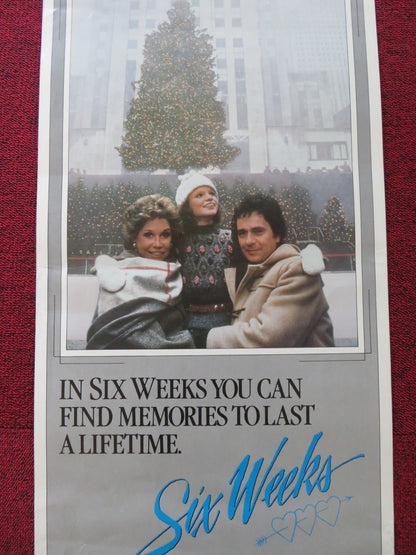 IN SIX WEEKS YOU CAN
FIND MEMORIES TO LAST
A LIFETIME.
Six Weeks